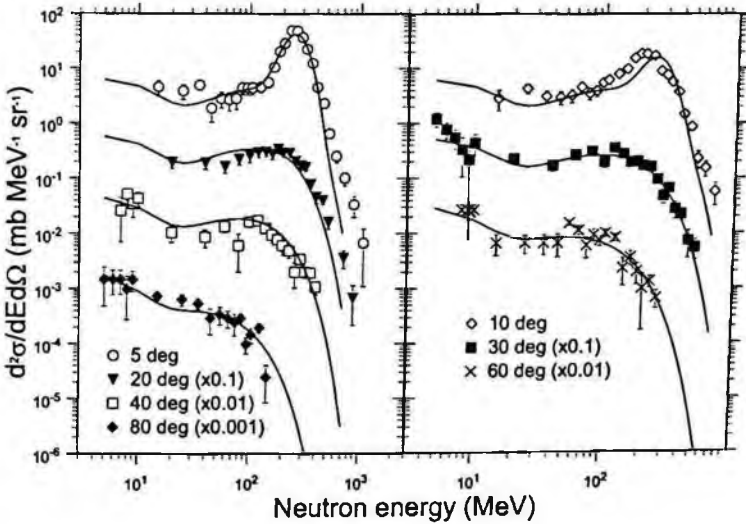 d²σ/dEdΩ (mb MeV⁻¹ sr⁻¹)
10²
10¹
10⁰
10⁻¹
10⁻²
10⁻³
10⁻⁴
10⁻⁵
10⁻⁶
5 deg
20 deg (x0.1)
40 deg (x0.01)
80 deg (x0.001)
10 deg
30 deg (x0.1)
60 deg (x0.01)
10¹ 10² 10³ 10¹ 10²
Neutron energy (MeV)